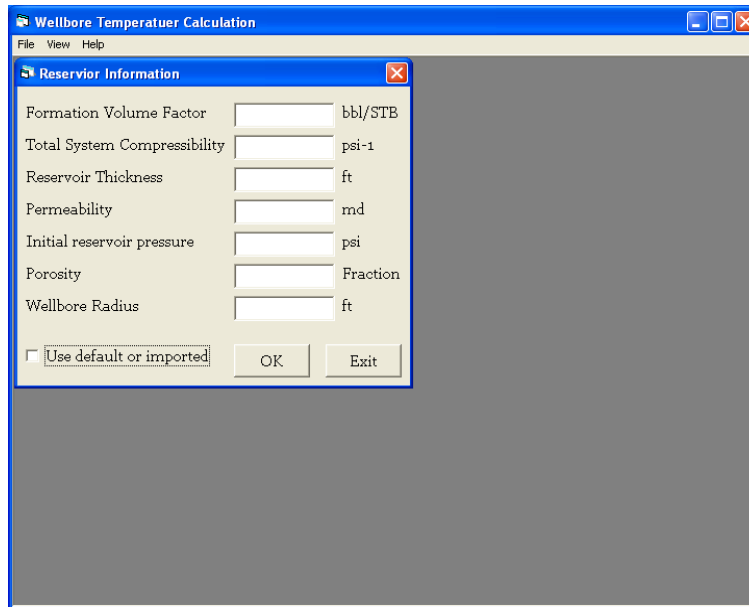 Wellbore Temperatuer Calculation
File View Help
Reservior Information
Formation Volume Factor bbl/STB
Total System Compressibility psi-1
Reservoir Thickness ft
Permeability md
Initial reservoir pressure psi
Porosity Fraction
Wellbore Radius ft
Use default or imported OK Exit